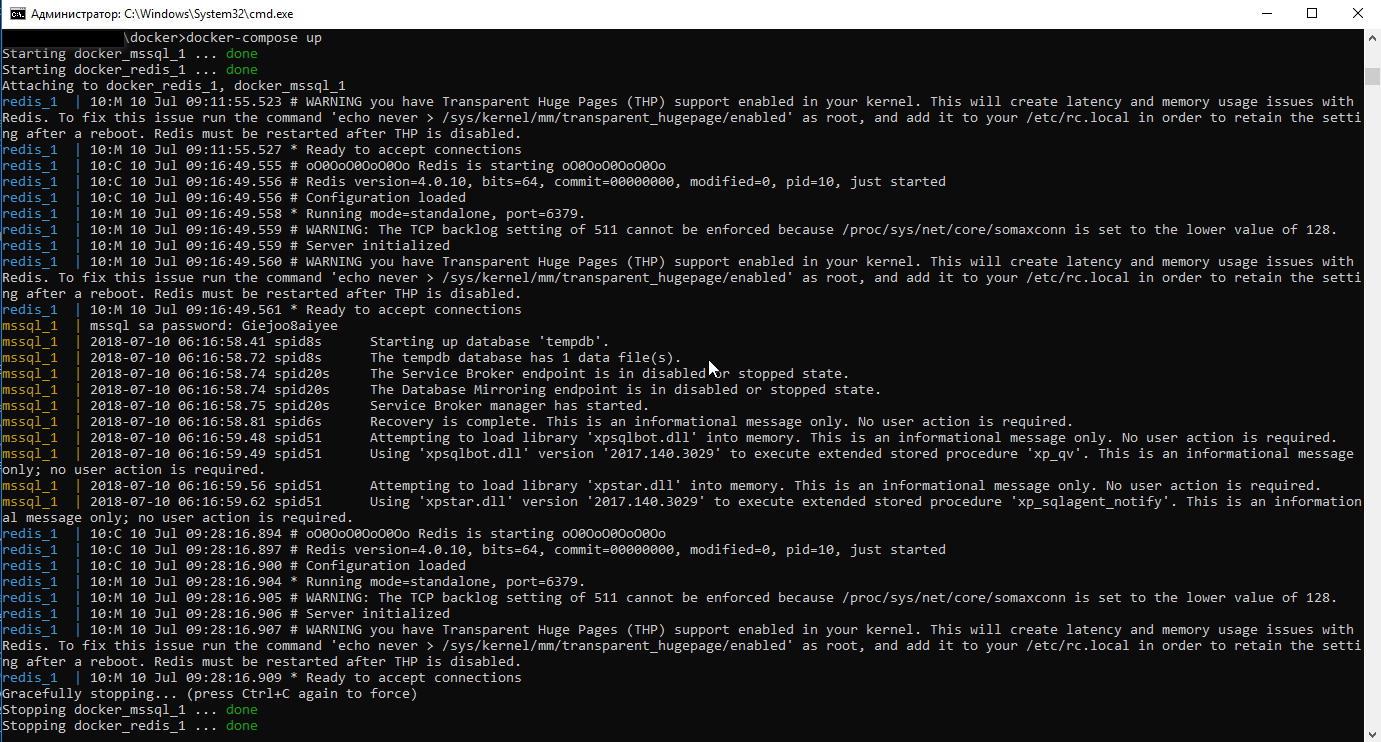 Администратор: C:\Windows\System32\cmd.exe
\docker>docker-compose up
Starting docker_mssql_1 ... done
Starting docker_redis_1 ... done
Attaching to docker_redis_1, docker_mssql_1
redis_1  | 10:M 10 Jul 09:11:55.523 # WARNING you have Transparent Huge Pages (THP) support enabled in your kernel. This will create latency and memory usage issues with
Redis. To fix this issue run the command 'echo never > /sys/kernel/mm/transparent_hugepage/enabled' as root, and add it to your /etc/rc.local in order to retain the setti
ng after a reboot. Redis must be restarted after THP is disabled.
redis_1  | 10:M 10 Jul 09:11:55.527 * Ready to accept connections
redis_1  | 10:C 10 Jul 09:16:49.555 # oO0OoO0OoO0Oo Redis is starting oO0OoO0OoO0Oo
redis_1  | 10:C 10 Jul 09:16:49.556 # Redis version=4.0.10, bits=64, commit=00000000, modified=0, pid=10, just started
redis_1  | 10:C 10 Jul 09:16:49.556 # Configuration loaded
redis_1  | 10:M 10 Jul 09:16:49.558 * Running mode=standalone, port=6379.
redis_1  | 10:M 10 Jul 09:16:49.559 # WARNING: The TCP backlog setting of 511 cannot be enforced because /proc/sys/net/core/somaxconn is set to the lower value of 128.
redis_1  | 10:M 10 Jul 09:16:49.559 # Server initialized
redis_1  | 10:M 10 Jul 09:16:49.560 # WARNING you have Transparent Huge Pages (THP) support enabled in your kernel. This will create latency and memory usage issues with
Redis. To fix this issue run the command 'echo never > /sys/kernel/mm/transparent_hugepage/enabled' as root, and add it to your /etc/rc.local in order to retain the setti
ng after a reboot. Redis must be restarted after THP is disabled.
redis_1  | 10:M 10 Jul 09:16:49.561 * Ready to accept connections
mssql_1  | mssql sa password: Giejoo8aiyee
mssql_1  | 2018-07-10 06:16:58.41 spid8s      Starting up database 'tempdb'.
mssql_1  | 2018-07-10 06:16:58.72 spid8s      The tempdb database has 1 data file(s).
mssql_1  | 2018-07-10 06:16:58.74 spid20s     The Service Broker endpoint is in disabled or stopped state.
mssql_1  | 2018-07-10 06:16:58.74 spid20s     The Database Mirroring endpoint is in disabled or stopped state.
mssql_1  | 2018-07-10 06:16:58.75 spid20s     Service Broker manager has started.
mssql_1  | 2018-07-10 06:16:58.81 spid6s      Recovery is complete. This is an informational message only. No user action is required.
mssql_1  | 2018-07-10 06:16:59.48 spid51      Attempting to load library 'xpsqlbot.dll' into memory. This is an informational message only. No user action is required.
mssql_1  | 2018-07-10 06:16:59.49 spid51      Using 'xpsqlbot.dll' version '2017.140.3029' to execute extended stored procedure 'xp_qv'. This is an informational message
only; no user action is required.
mssql_1  | 2018-07-10 06:16:59.56 spid51      Attempting to load library 'xpstar.dll' into memory. This is an informational message only. No user action is required.
mssql_1  | 2018-07-10 06:16:59.62 spid51      Using 'xpstar.dll' version '2017.140.3029' to execute extended stored procedure 'xp_sqlagent_notify'. This is an information
al message only; no user action is required.
redis_1  | 10:C 10 Jul 09:28:16.894 # oO0OoO0OoO0Oo Redis is starting oO0OoO0OoO0Oo
redis_1  | 10:C 10 Jul 09:28:16.897 # Redis version=4.0.10, bits=64, commit=00000000, modified=0, pid=10, just started
redis_1  | 10:C 10 Jul 09:28:16.900 # Configuration loaded
redis_1  | 10:M 10 Jul 09:28:16.904 * Running mode=standalone, port=6379.
redis_1  | 10:M 10 Jul 09:28:16.905 # WARNING: The TCP backlog setting of 511 cannot be enforced because /proc/sys/net/core/somaxconn is set to the lower value of 128.
redis_1  | 10:M 10 Jul 09:28:16.906 # Server initialized
redis_1  | 10:M 10 Jul 09:28:16.907 # WARNING you have Transparent Huge Pages (THP) support enabled in your kernel. This will create latency and memory usage issues with
Redis. To fix this issue run the command 'echo never > /sys/kernel/mm/transparent_hugepage/enabled' as root, and add it to your /etc/rc.local in order to retain the setti
ng after a reboot. Redis must be restarted after THP is disabled.
redis_1  | 10:M 10 Jul 09:28:16.909 * Ready to accept connections
Gracefully stopping... (press Ctrl+C again to force)
Stopping docker_mssql_1 ... done
Stopping docker_redis_1 ... done